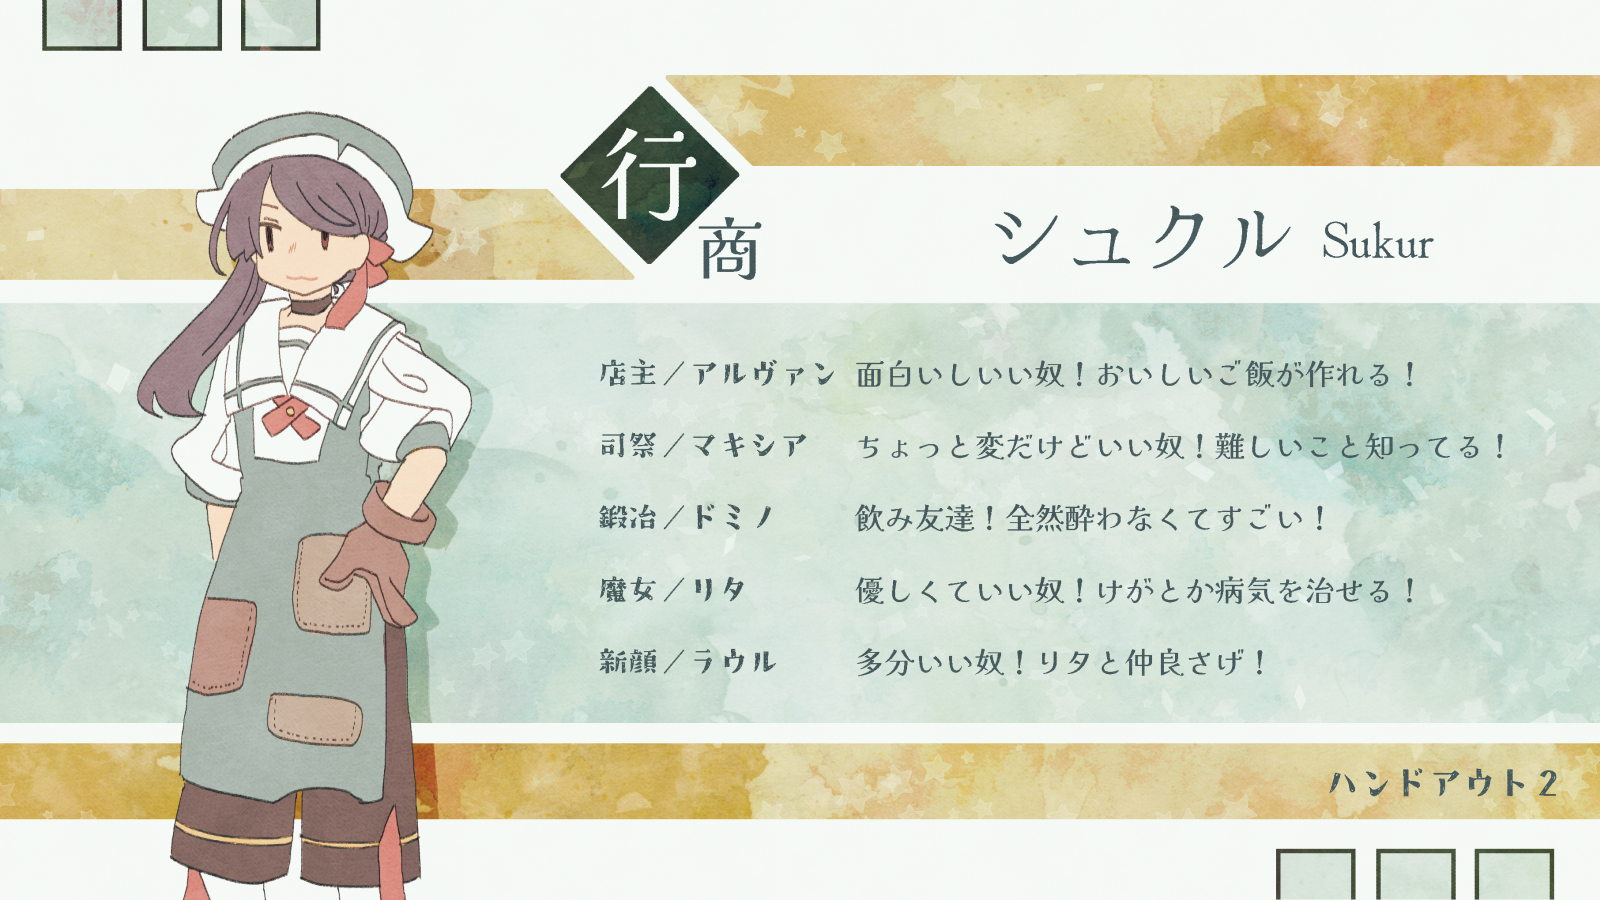 行商
シュクル Sukur
店主／アルヴァン 面白いしいい奴！おいしいご飯が作れる！
司祭／マキシア ちょっと変だけどいい奴！難しいこと知ってる！
鍛冶／ドミノ 飲み友達！全然酔わなくてすごい！
魔女／リタ 優しくていい奴！けがとか病気を治せる！
新顔／ラウル 多分いい奴！リタと仲良さげ！
ハンドアウト2